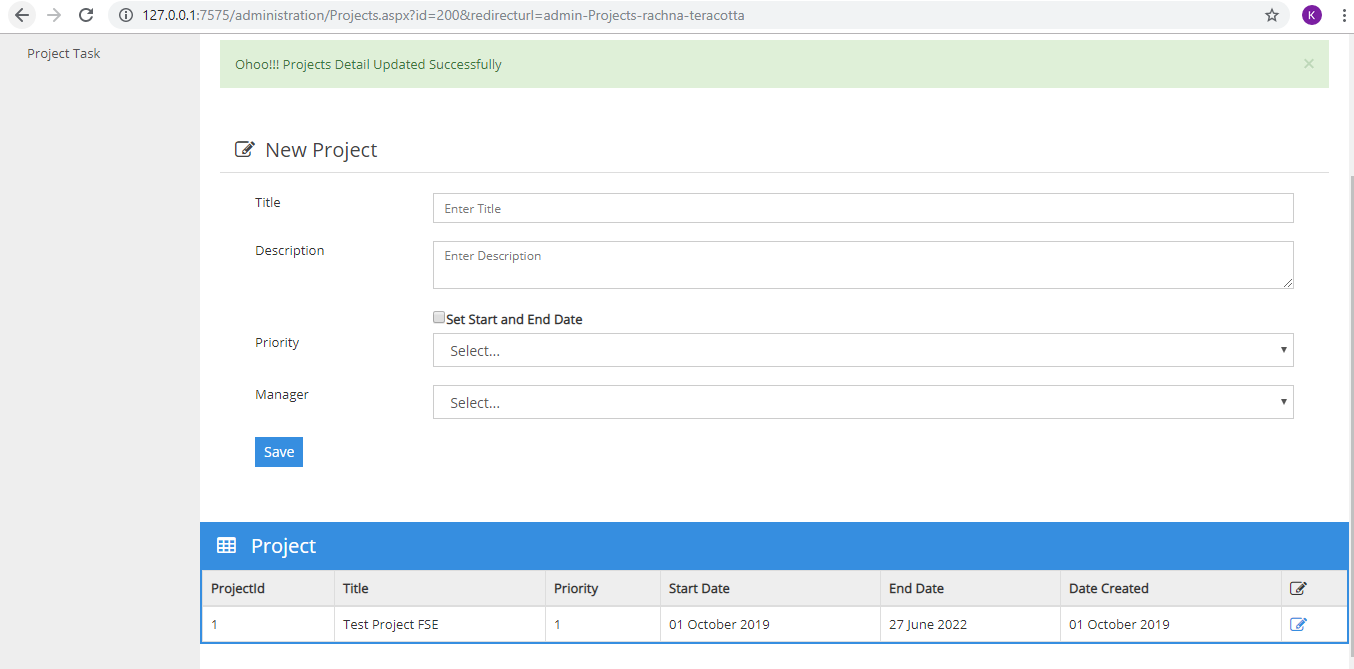 127.0.0.1:7575/administration/Projects.aspx?id=200&redirecturl=admin-Projects-rachna-teracotta K
Project Task
Ohoo!!! Projects Detail Updated Successfully ×
New Project
Title Enter Title
Description Enter Description
Set Start and End Date
Priority Select...
Manager Select...
Save
Project
ProjectId Title Priority Start Date End Date Date Created
1 Test Project FSE 1 01 October 2019 27 June 2022 01 October 2019